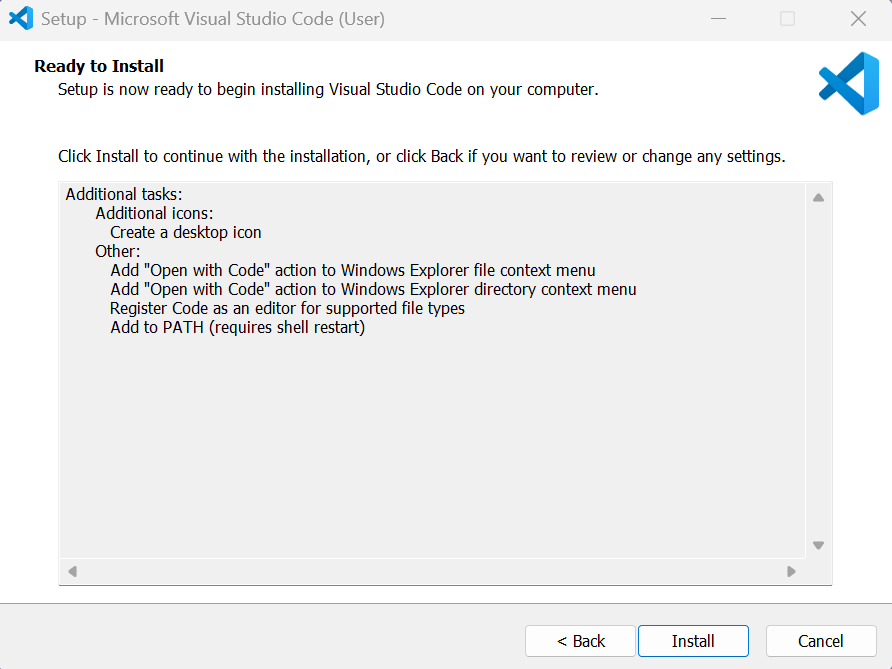 Setup - Microsoft Visual Studio Code (User)
Ready to Install
Setup is now ready to begin installing Visual Studio Code on your computer.
Click Install to continue with the installation, or click Back if you want to review or change any settings.
Additional tasks:
Additional icons:
Create a desktop icon
Other:
Add "Open with Code" action to Windows Explorer file context menu
Add "Open with Code" action to Windows Explorer directory context menu
Register Code as an editor for supported file types
Add to PATH (requires shell restart)
< Back
Install
Cancel